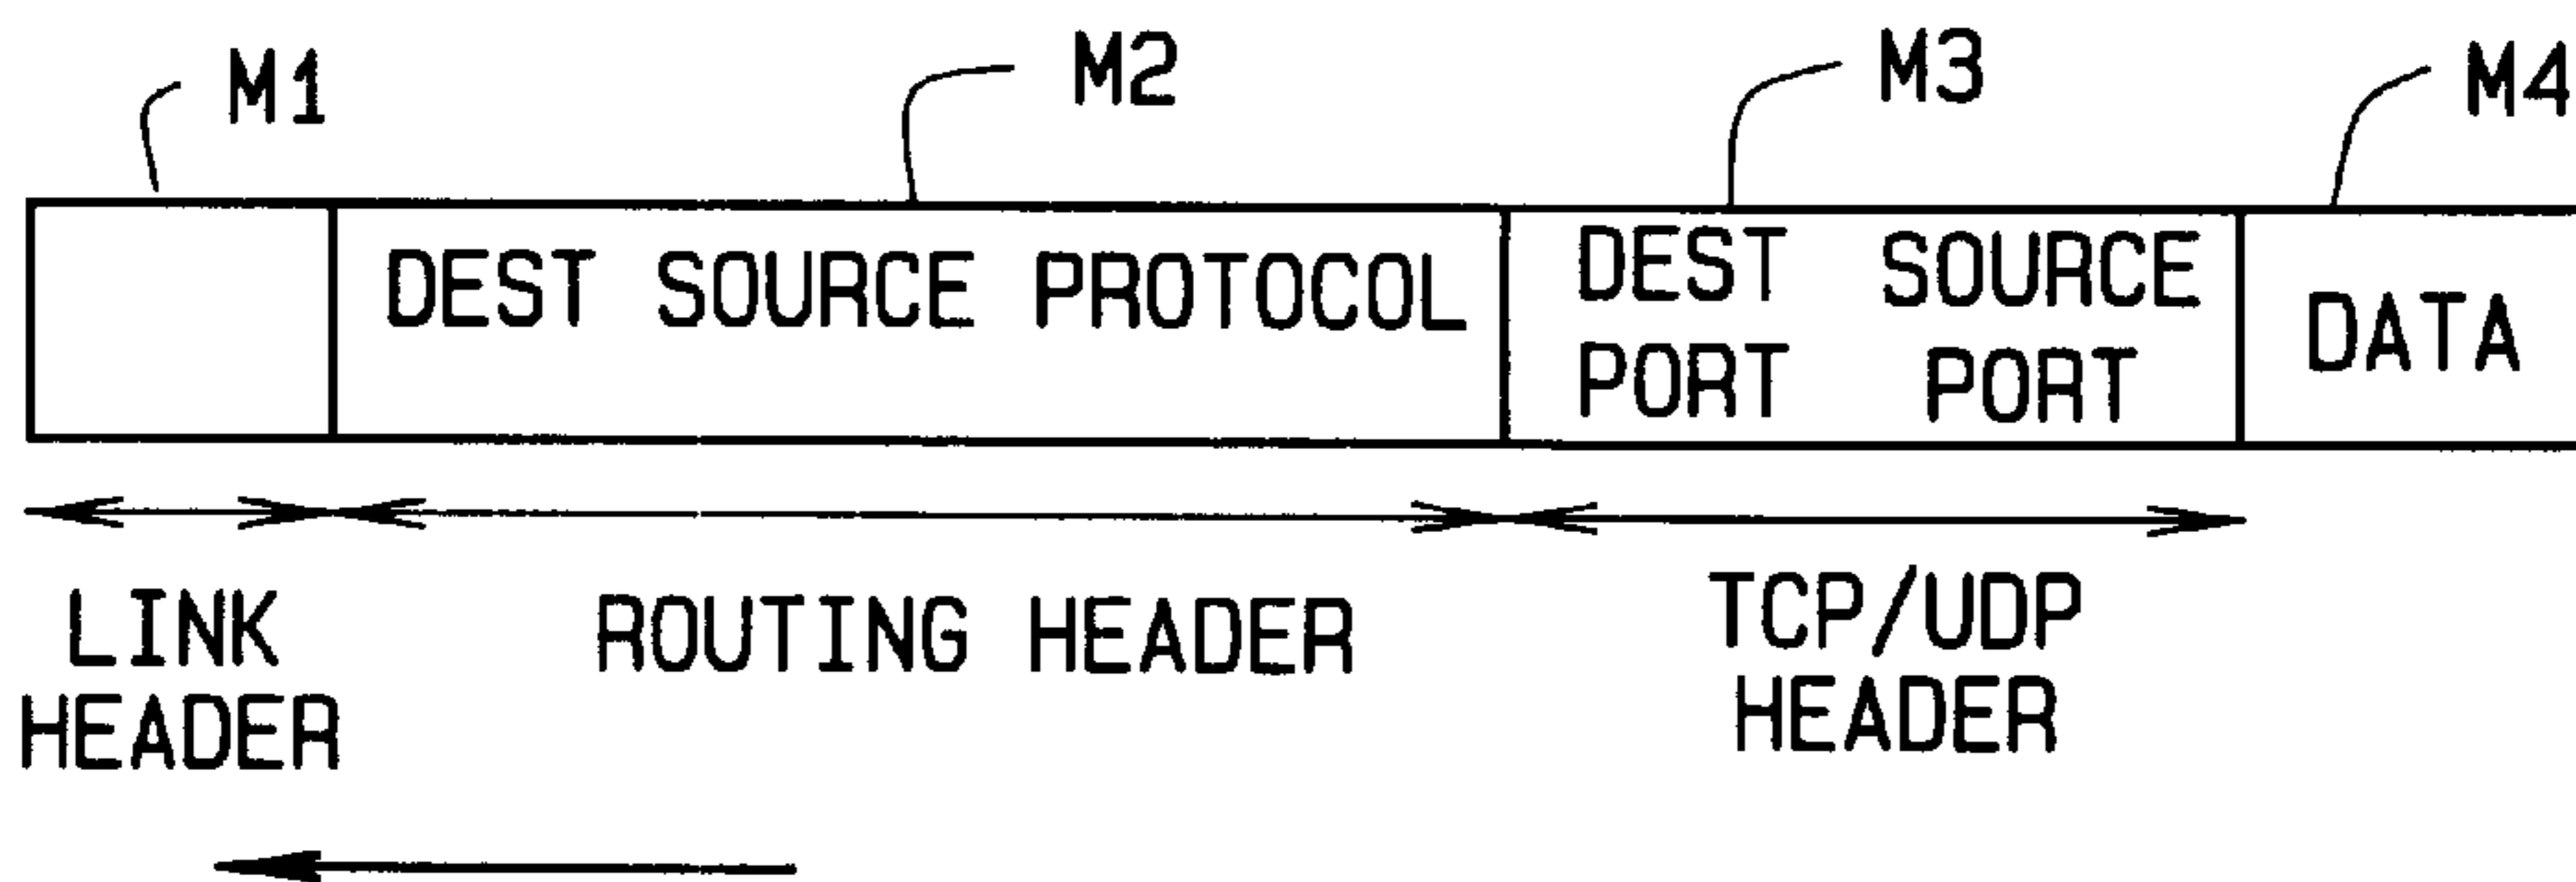 M1 M2 M3 M4
DEST SOURCE PROTOCOL DEST SOURCE DATA
PORT PORT
LINK ROUTING HEADER TCP/UDP
HEADER HEADER